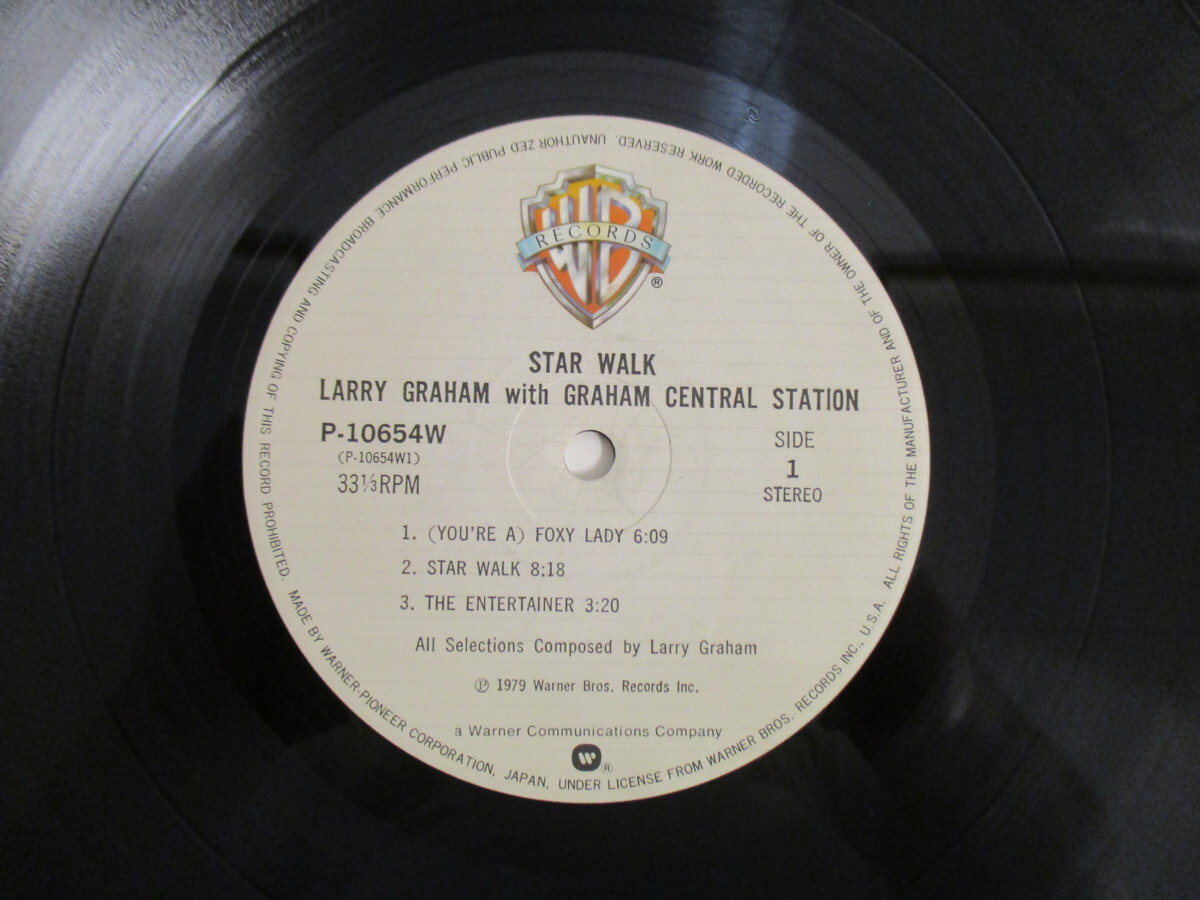 WB
RECORDS
®
STAR WALK
LARRY GRAHAM with GRAHAM CENTRAL STATION
P-10654W
(P-10654W1)
33⅓RPM
SIDE
1
STEREO
1. (YOU'RE A) FOXY LADY 6:09
2. STAR WALK 8:18
3. THE ENTERTAINER 3:20
All Selections Composed by Larry Graham
℗ 1979 Warner Bros. Records Inc.
a Warner Communications Company
®
MADE BY WARNER-PIONEER CORPORATION, JAPAN, UNDER LICENSE FROM WARNER BROS. RECORDS INC., U.S.A. ALL RIGHTS OF THE MANUFACTURER AND OF THE OWNER OF THE RECORDED WORK RESERVED. UNAUTHOR ZED PUBLIC PERFORMANCE BROADCASTING AND COPYING OF THIS RECORD PROHIBITED.